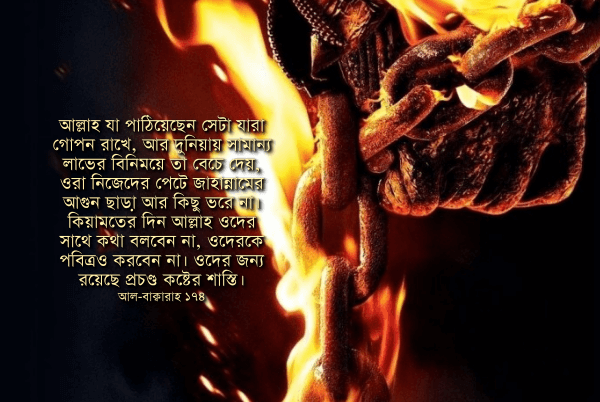 আল্লাহ যা পাঠিয়েছেন সেটা যারা
গোপন রাখে, আর দুনিয়ায় সামান্য
লাভের বিনিময়ে তা বেচে দেয়,
ওরা নিজেদের পেটে জাহান্নামের
আগুন ছাড়া আর কিছু ভরে না।
কিয়ামতের দিন আল্লাহ ওদের
সাথে কথা বলবেন না, ওদেরকে
পবিত্রও করবেন না। ওদের জন্য
রয়েছে প্রচণ্ড কষ্টের শাস্তি।
আল-বাক্বারাহ ১৭৪